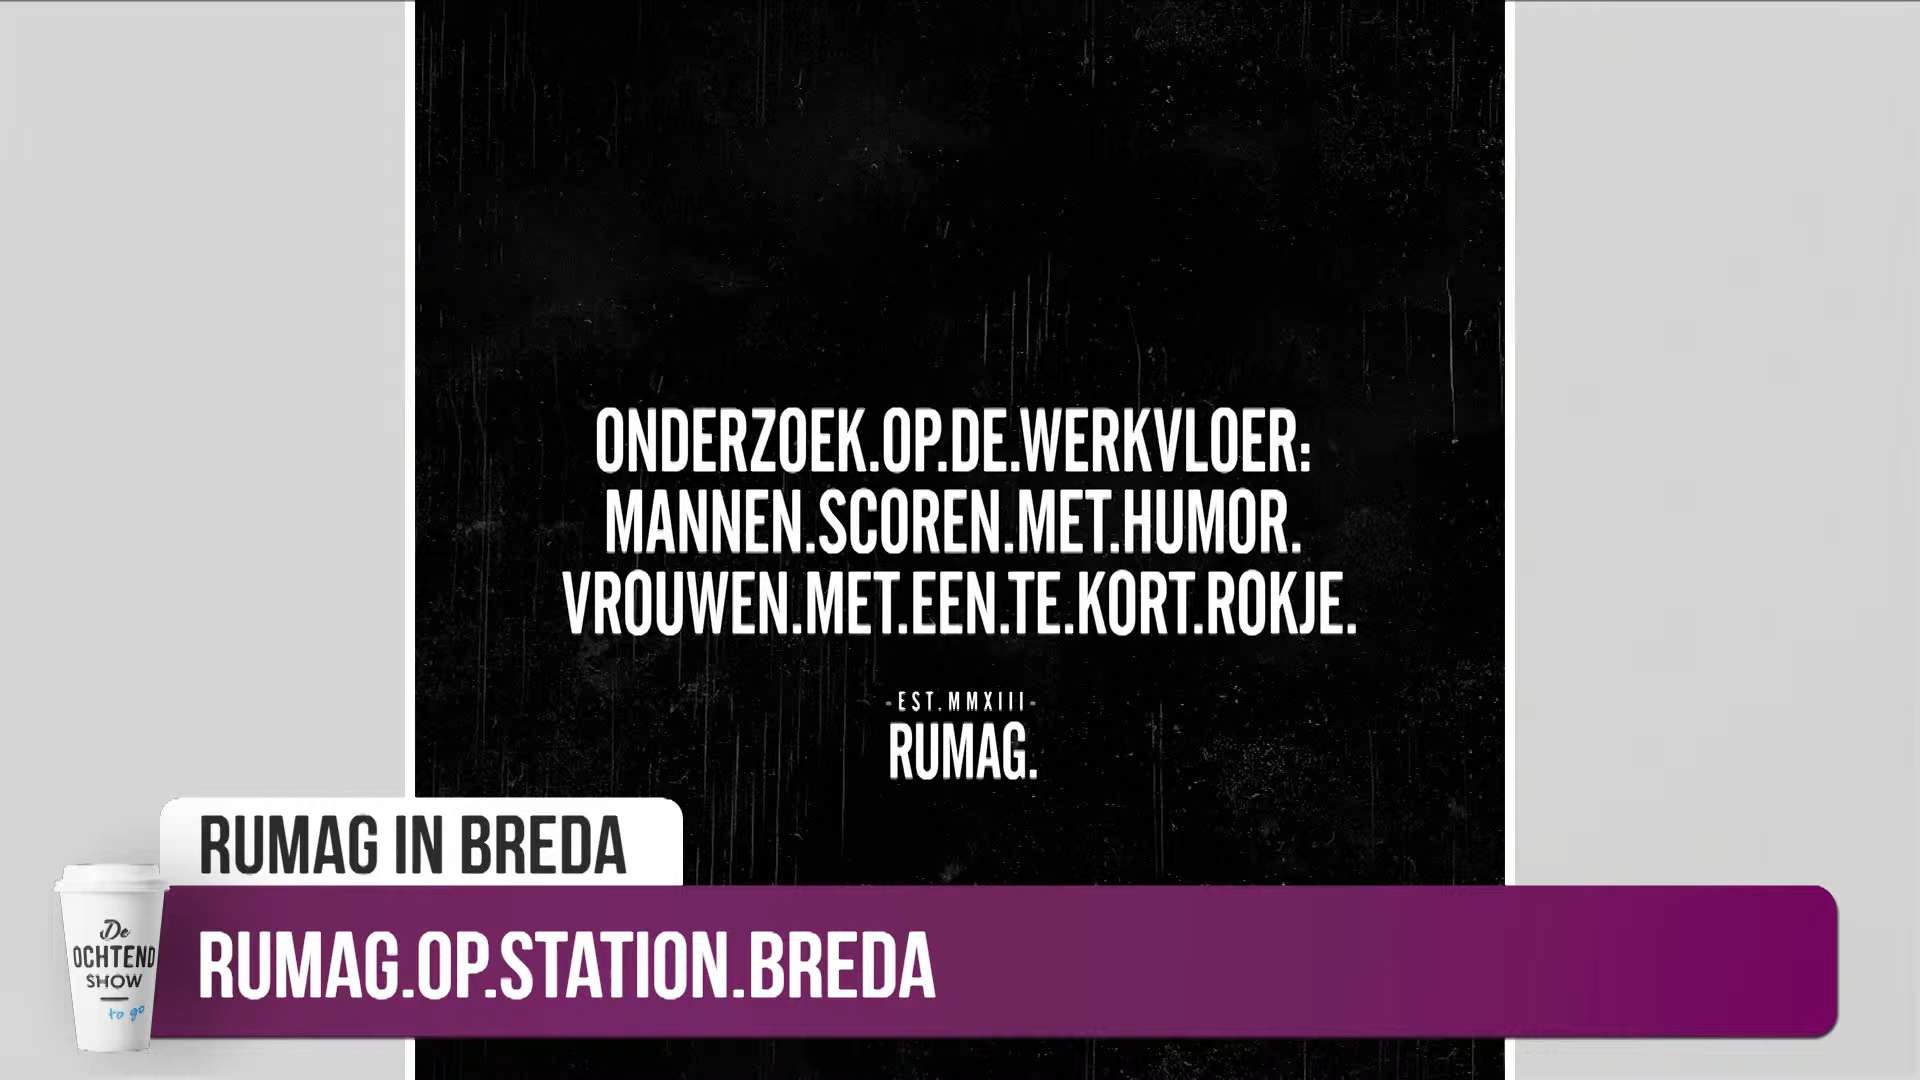 ONDERZOEK.OP.DE.WERKVLOER:
MANNEN.SCOREN.MET.HUMOR.
VROUWEN.MET.EEN.TE.KORT.ROKJE.
-EST.MMXIII-
RUMAG.
RUMAG IN BREDA
RUMAG.OP.STATION.BREDA
De
OCHTEND
SHOW
to go